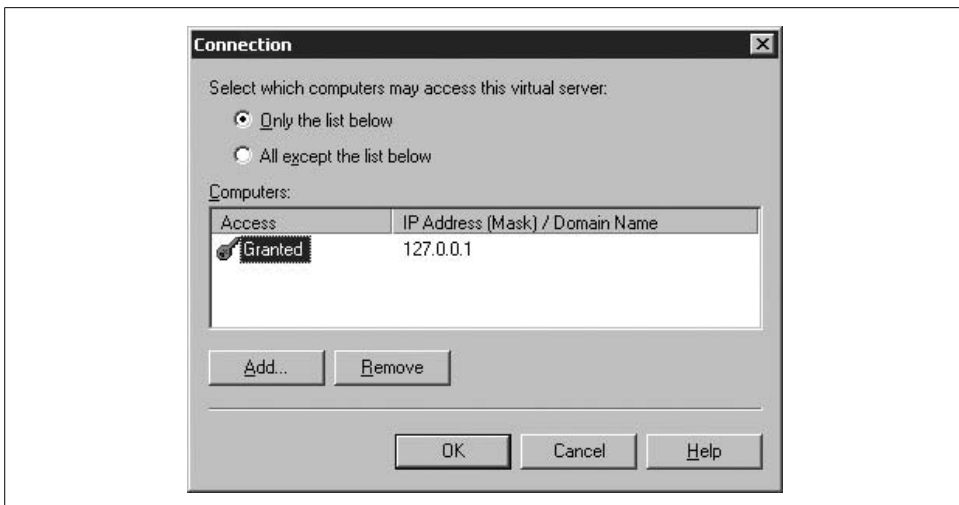 Connection
Select which computers may access this virtual server:
Only the list below
All except the list below
Computers:
Access IP Address (Mask) / Domain Name
Granted 127.0.0.1
Add... Remove
OK Cancel Help